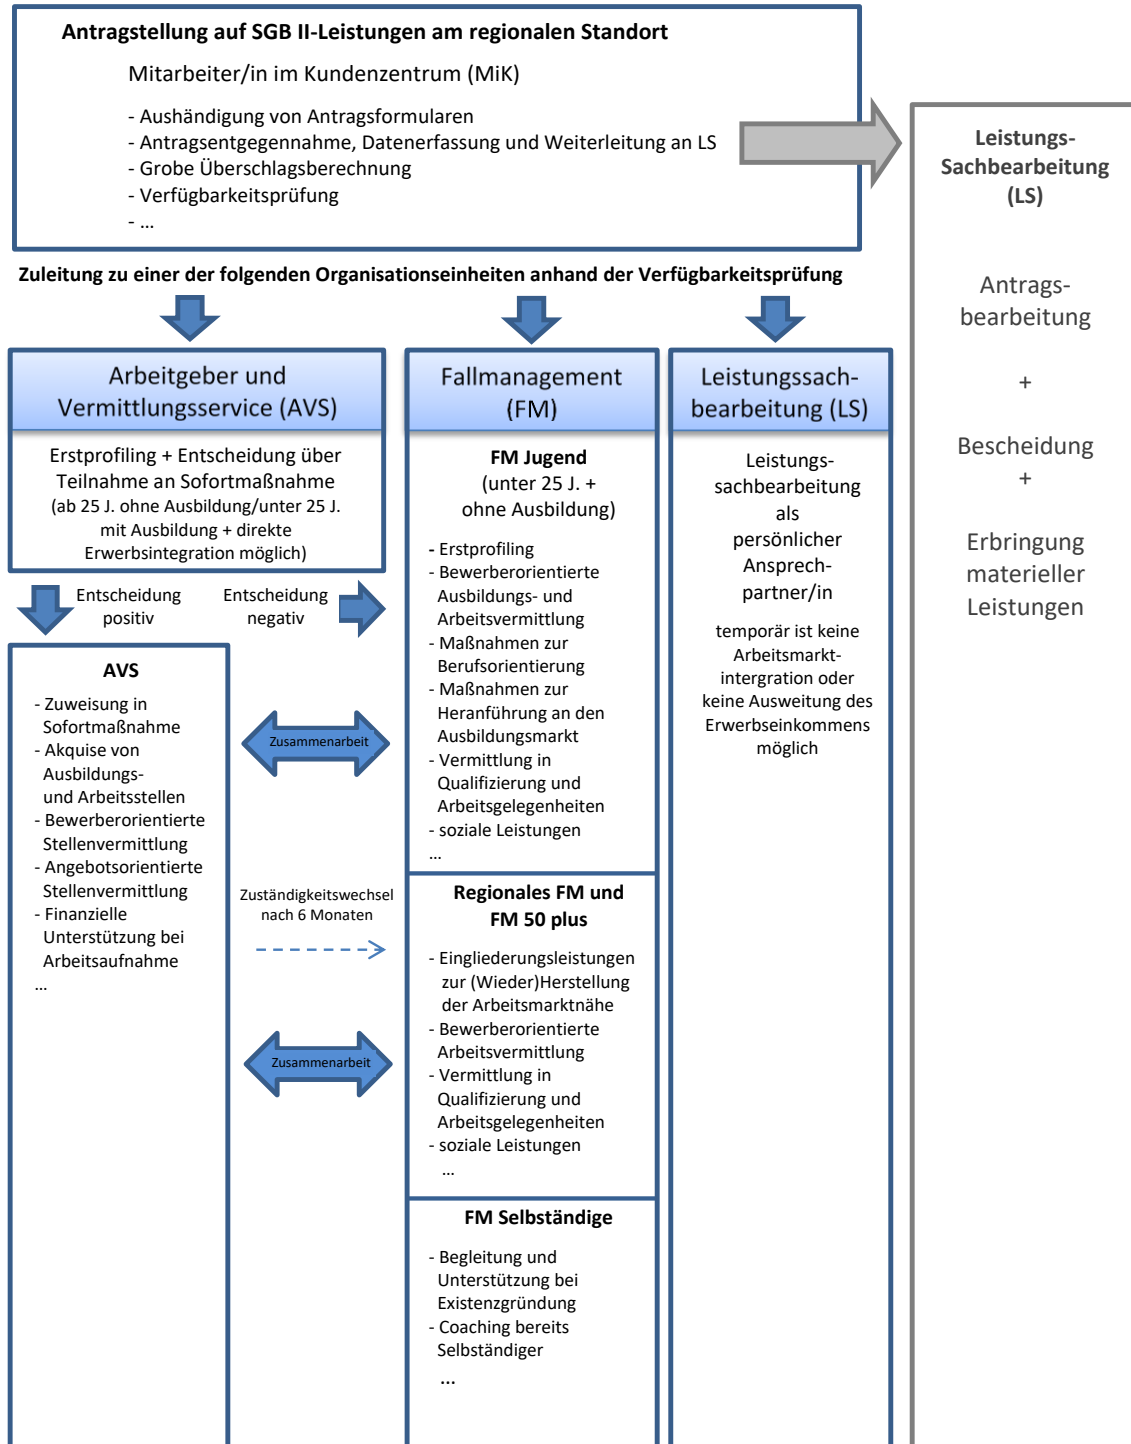 Antragstellung auf SGB II-Leistungen am regionalen Standort
Mitarbeiter/in im Kundenzentrum (MiK)
- Aushändigung von Antragsformularen
- Antragsentgegennahme, Datenerfassung und Weiterleitung an LS
- Grobe Überschlagsberechnung
- Verfügbarkeitsprüfung
- ...
Leistungs-
Sachbearbeitung
(LS)
Antrags-
bearbeitung
+
Bescheidung
+
Erbringung
materieller
Leistungen
Zuleitung zu einer der folgenden Organisationseinheiten anhand der Verfügbarkeitsprüfung
Arbeitgeber und
Vermittlungsservice (AVS)
Erstprofiling + Entscheidung über
Teilnahme an Sofortmaßnahme
(ab 25 J. ohne Ausbildung/unter 25 J.
mit Ausbildung + direkte
Erwerbsintegration möglich)
Entscheidung
positiv
Entscheidung
negativ
AVS
- Zuweisung in
Sofortmaßnahme
- Akquise von
Ausbildungs-
und Arbeitsstellen
- Bewerberorientierte
Stellenvermittlung
- Angebotsorientierte
Stellenvermittlung
- Finanzielle
Unterstützung bei
Arbeitsaufnahme
...
Zusammenarbeit
Zuständigkeitswechsel
nach 6 Monaten
Zusammenarbeit
Fallmanagement
(FM)
FM Jugend
(unter 25 J. +
ohne Ausbildung)
- Erstprofiling
- Bewerberorientierte
Ausbildungs- und
Arbeitsvermittlung
- Maßnahmen zur
Berufsorientierung
- Maßnahmen zur
Heranführung an den
Ausbildungsmarkt
- Vermittlung in
Qualifizierung und
Arbeitsgelegenheiten
- soziale Leistungen
...
Regionales FM und
FM 50 plus
- Eingliederungsleistungen
zur (Wieder)Herstellung
der Arbeitsmarktnähe
- Bewerberorientierte
Arbeitsvermittlung
- Vermittlung in
Qualifizierung und
Arbeitsgelegenheiten
- soziale Leistungen
...
FM Selbständige
- Begleitung und
Unterstützung bei
Existenzgründung
- Coaching bereits
Selbständiger
...
Leistungssach-
bearbeitung (LS)
Leistungs-
sachbearbeitung
als
persönlicher
Ansprech-
partner/in
temporär ist keine
Arbeitsmarkt-
intergration oder
keine Ausweitung des
Erwerbseinkommens
möglich